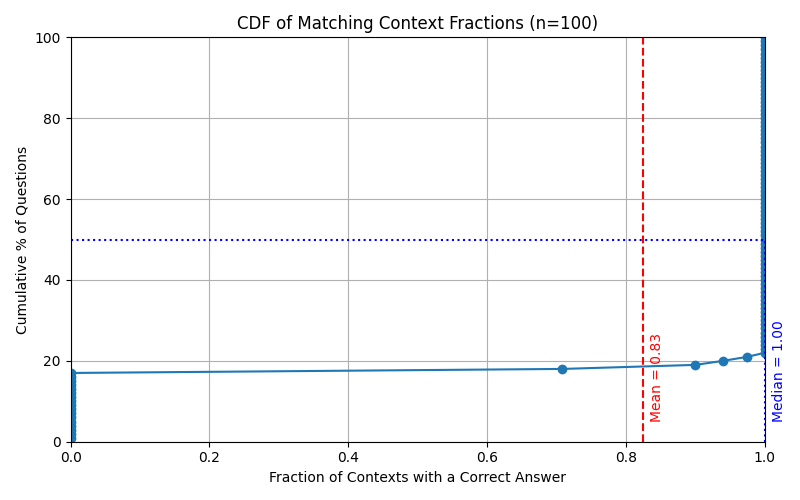 CDF of Matching Context Fractions (n=100)
100
80
60
40
20
0
Cumulative % of Questions
Mean = 0.83
Median = 1.00
0.0 0.2 0.4 0.6 0.8 1.0
Fraction of Contexts with a Correct Answer